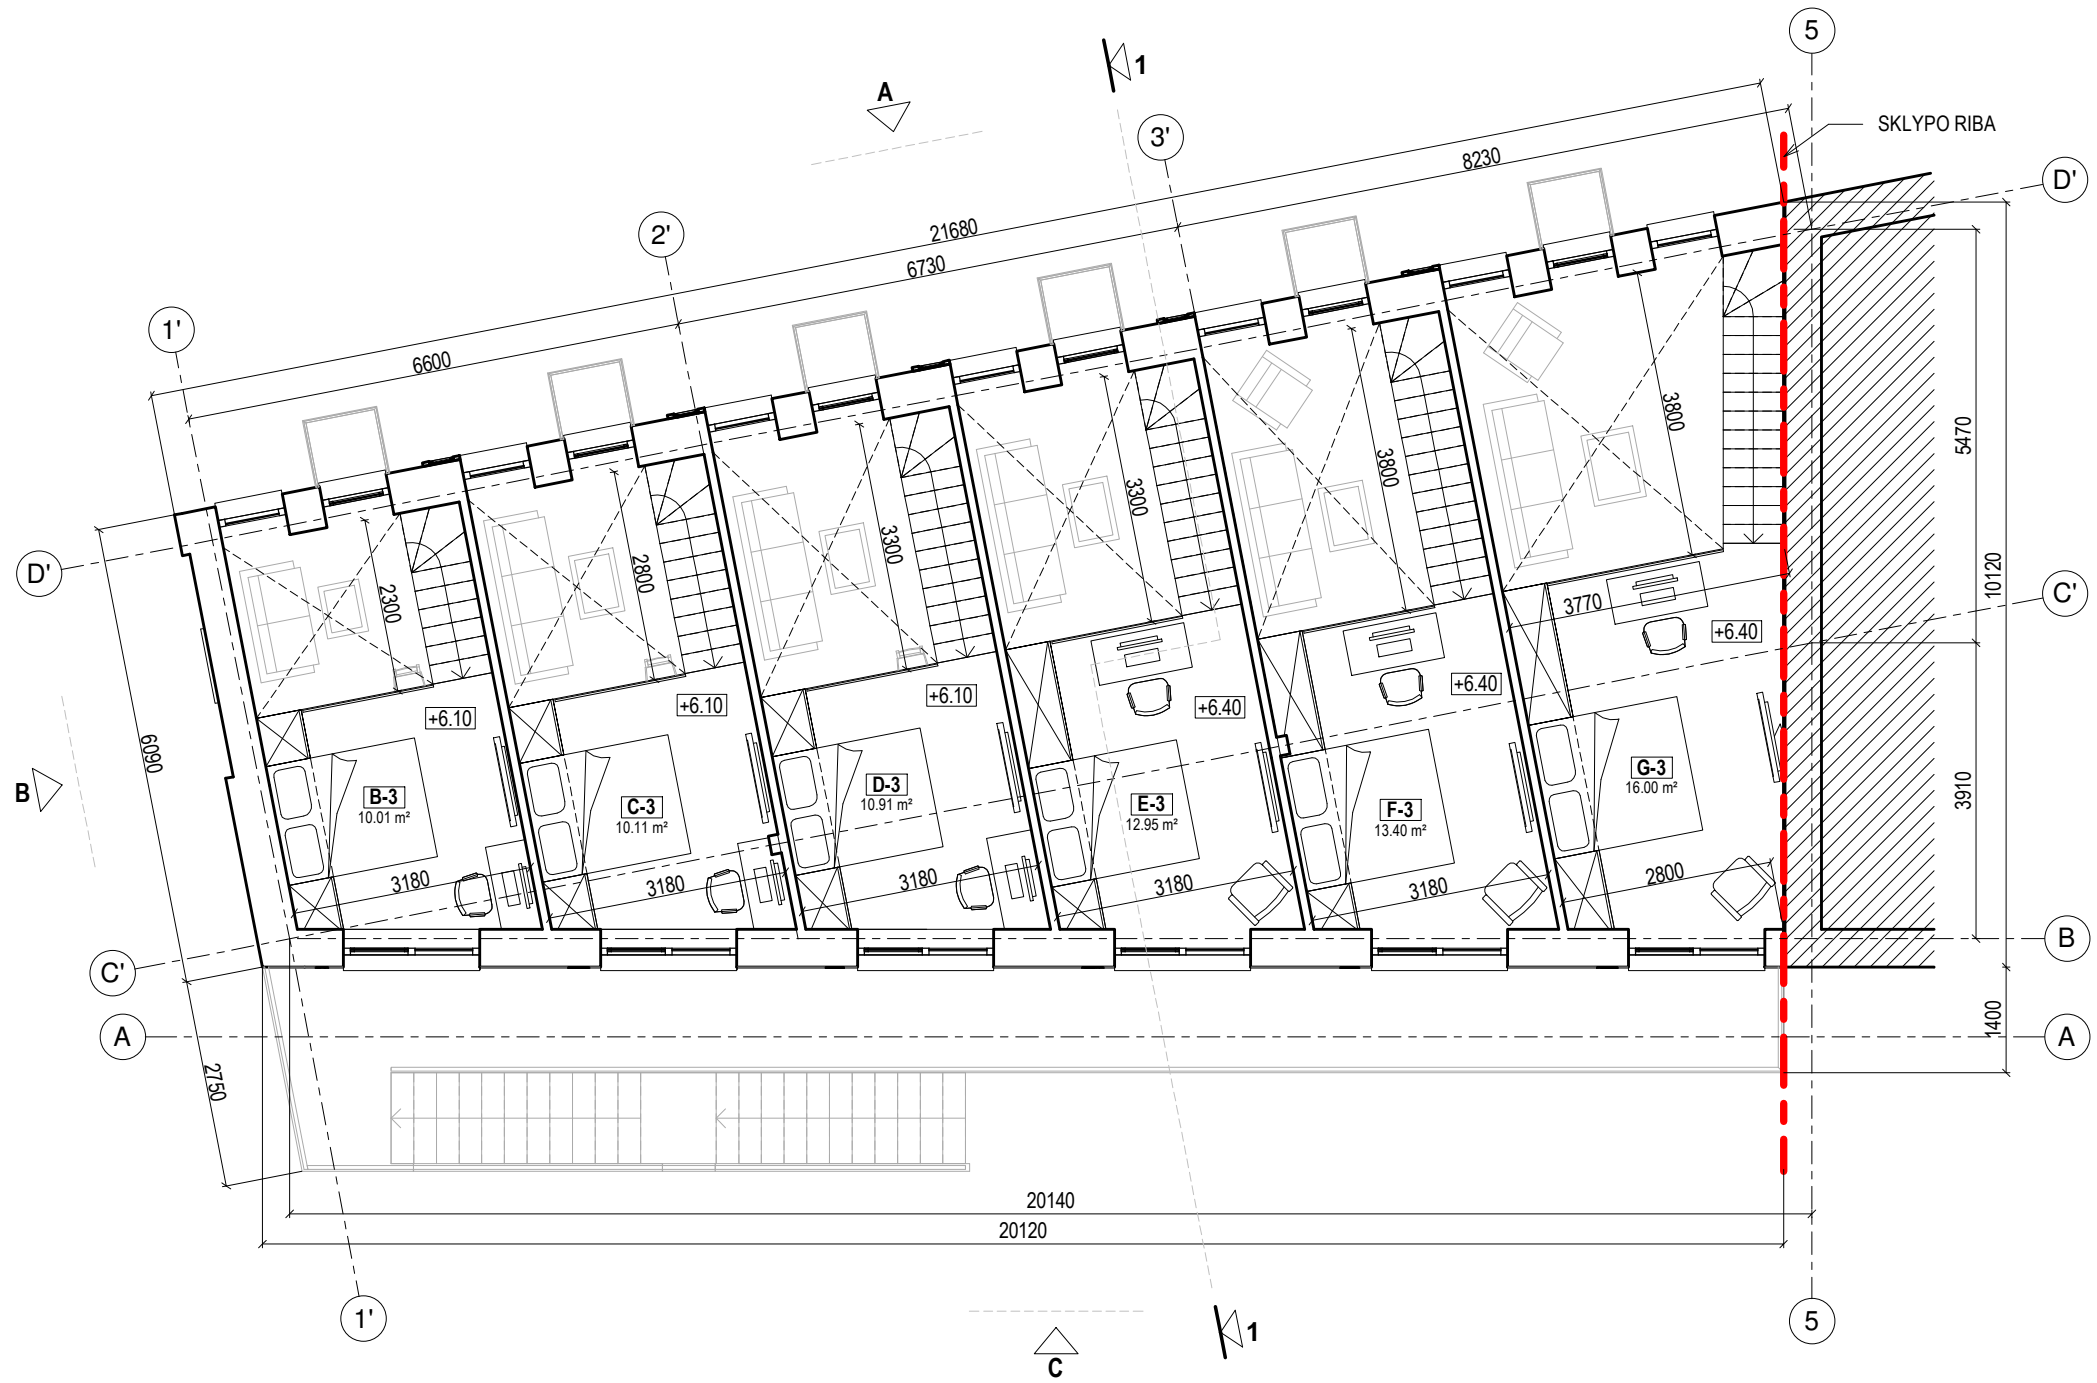 5
1
A
3'
SKLYPO RIBA
8230
D'
2'
21680
6730
1'
6600
3800
5470
10120
3800
3300
3300
2800
2300
D'
C'
3770
+6.40
+6.40
+6.40
+6.10
+6.10
+6.10
6090
B
G-3
16.00 m²
D-3
10.91 m²
B-3
10.01 m²
C-3
10.11 m²
E-3
12.95 m²
F-3
13.40 m²
3910
3180
3180
3180
3180
3180
2800
B
C'
1400
A
A
2750
20140
20120
1'
C
1
5